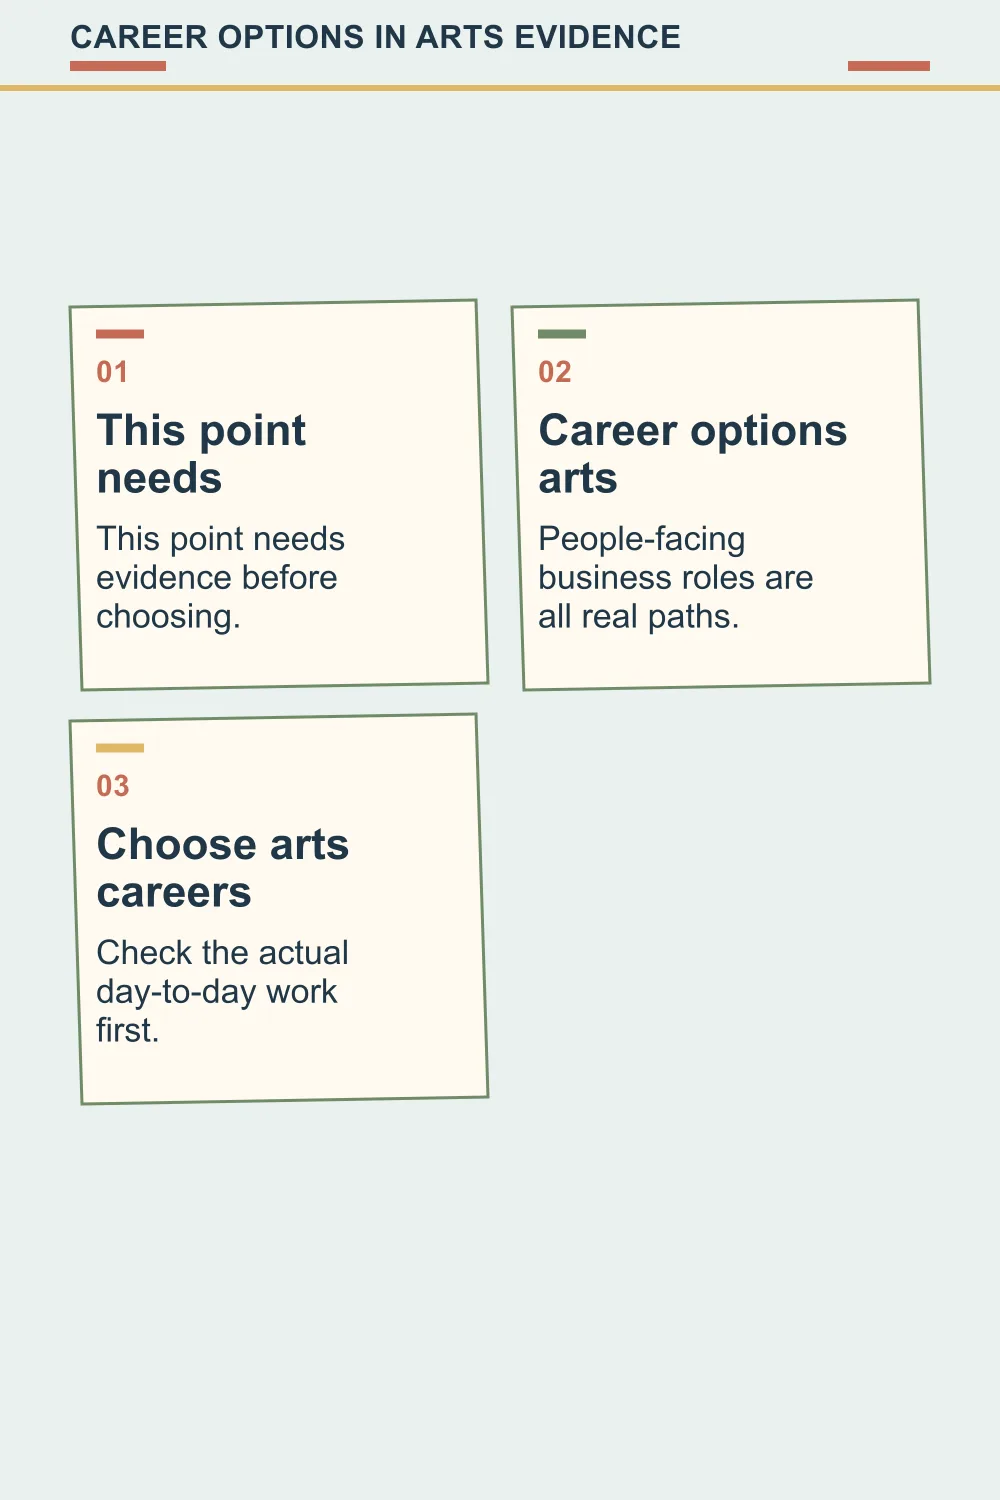 CAREER OPTIONS IN ARTS EVIDENCE
01
This point
needs
This point needs
evidence before
choosing.
02
Career options
arts
People-facing
business roles are
all real paths.
03
Choose arts
careers
Check the actual
day-to-day work
first.